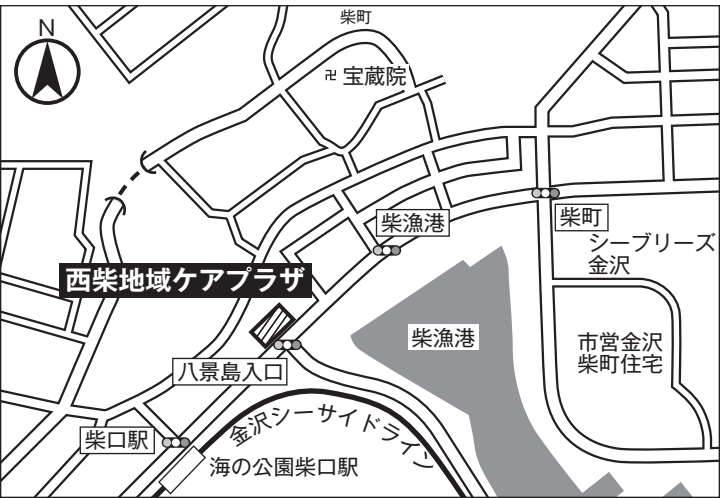 N
柴町
卍 宝蔵院
柴漁港
柴町
シーブリーズ
金沢
西柴地域ケアプラザ
柴漁港
市営金沢
柴町住宅
八景島入口
金沢シーサイドライン
柴口駅
海の公園柴口駅